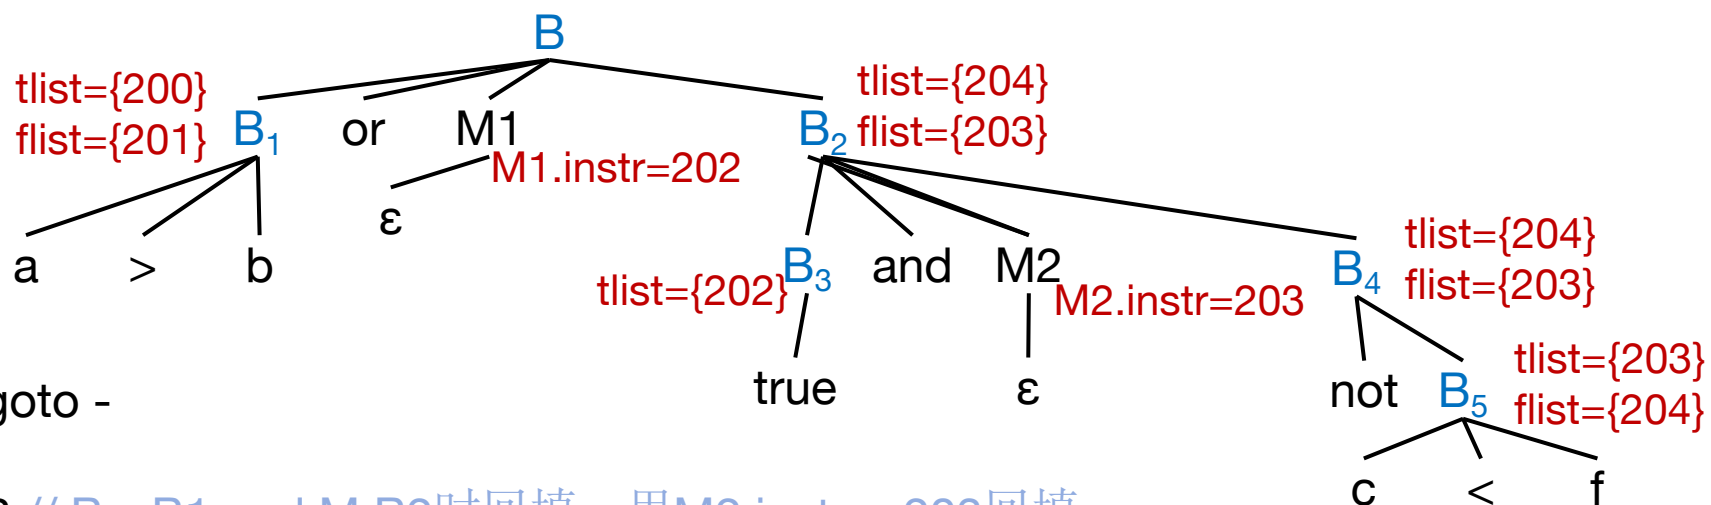 B
tlist={200}
flist={201}
B1
or
M1
M1.instr=202
ε
B2
tlist={204}
flist={203}
a
>
b
tlist={202}
B3
and
M2
M2.instr=203
B4
tlist={204}
flist={203}
true
ε
not
B5
tlist={203}
flist={204}
goto -
c
<
f